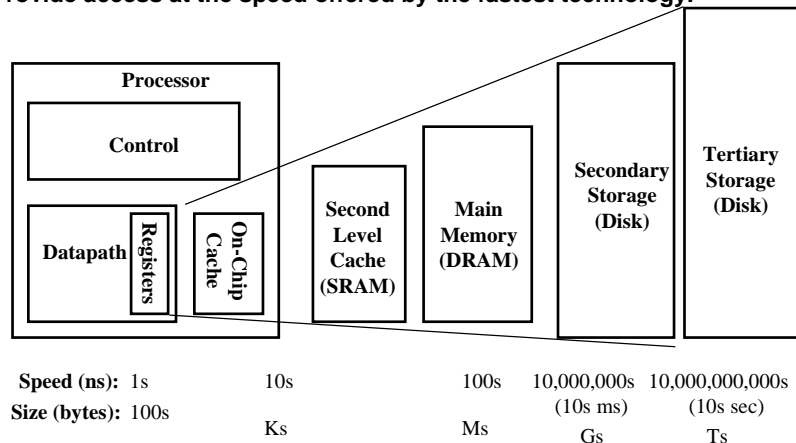 rovide access at the speed offered by the fastest technology.
Processor
Control
Datapath
Registers
On-Chip
Cache
Second
Level
Cache
(SRAM)
Main
Memory
(DRAM)
Secondary
Storage
(Disk)
Tertiary
Storage
(Disk)
Speed (ns): 1s 10s 100s 10,000,000s 10,000,000,000s
(10s ms) (10s sec)
Size (bytes): 100s
Ks Ms Gs Ts